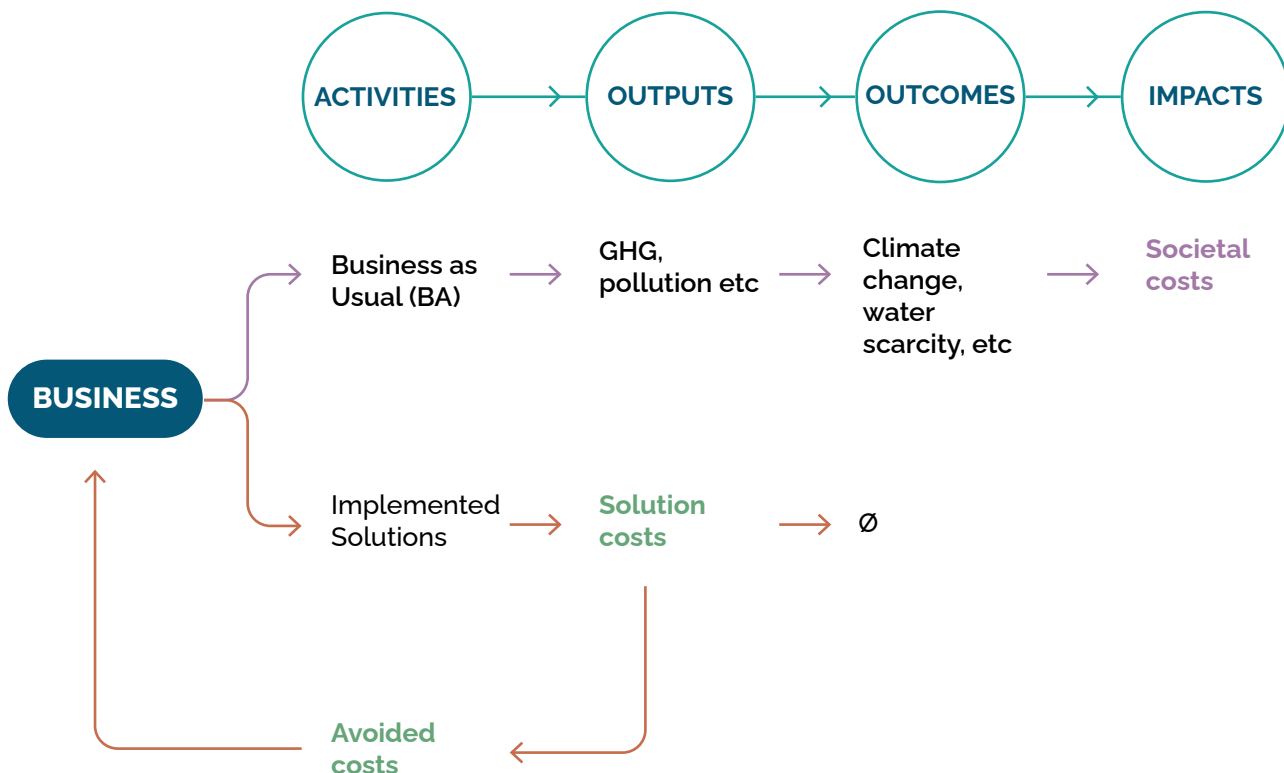 ACTIVITIES
OUTPUTS
OUTCOMES
IMPACTS
Business as
Usual (BA)
GHG,
pollution etc
Climate
change,
water
scarcity, etc
Societal
costs
BUSINESS
Implemented
Solutions
Solution
costs
Ø
Avoided
costs